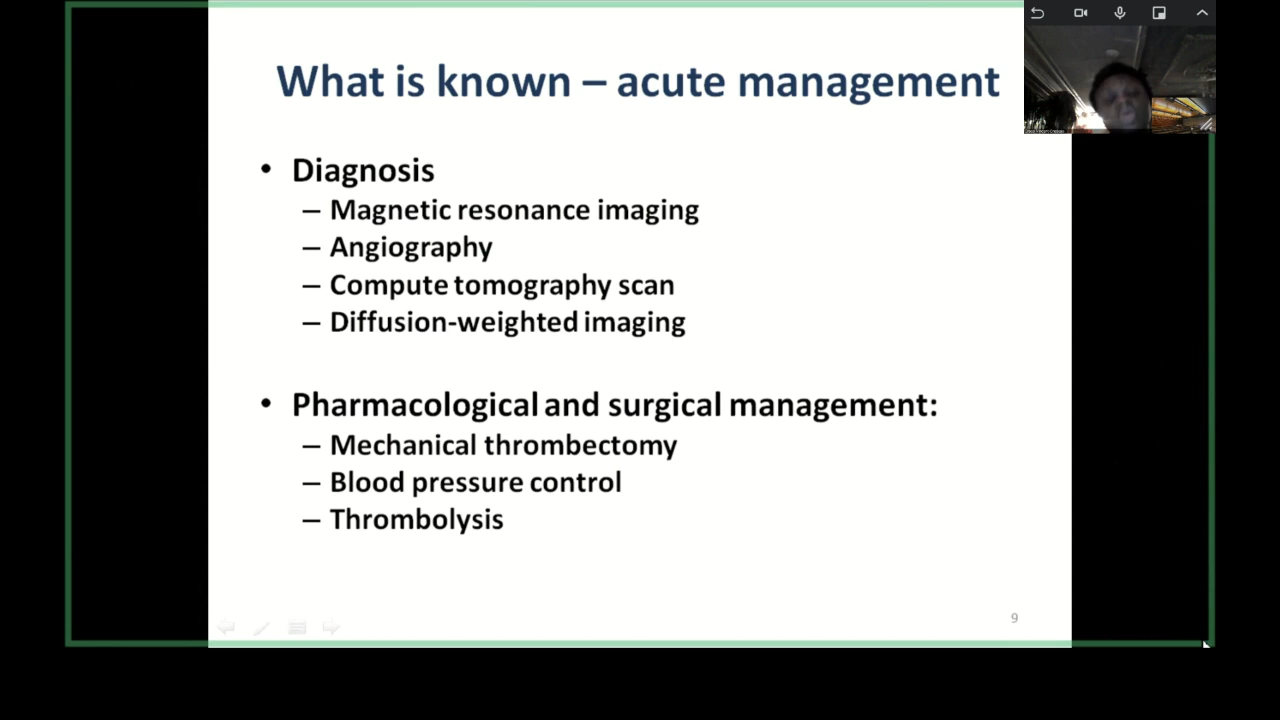 What is known – acute management
• Diagnosis
– Magnetic resonance imaging
– Angiography
– Compute tomography scan
– Diffusion-weighted imaging
• Pharmacological and surgical management:
– Mechanical thrombectomy
– Blood pressure control
– Thrombolysis
9